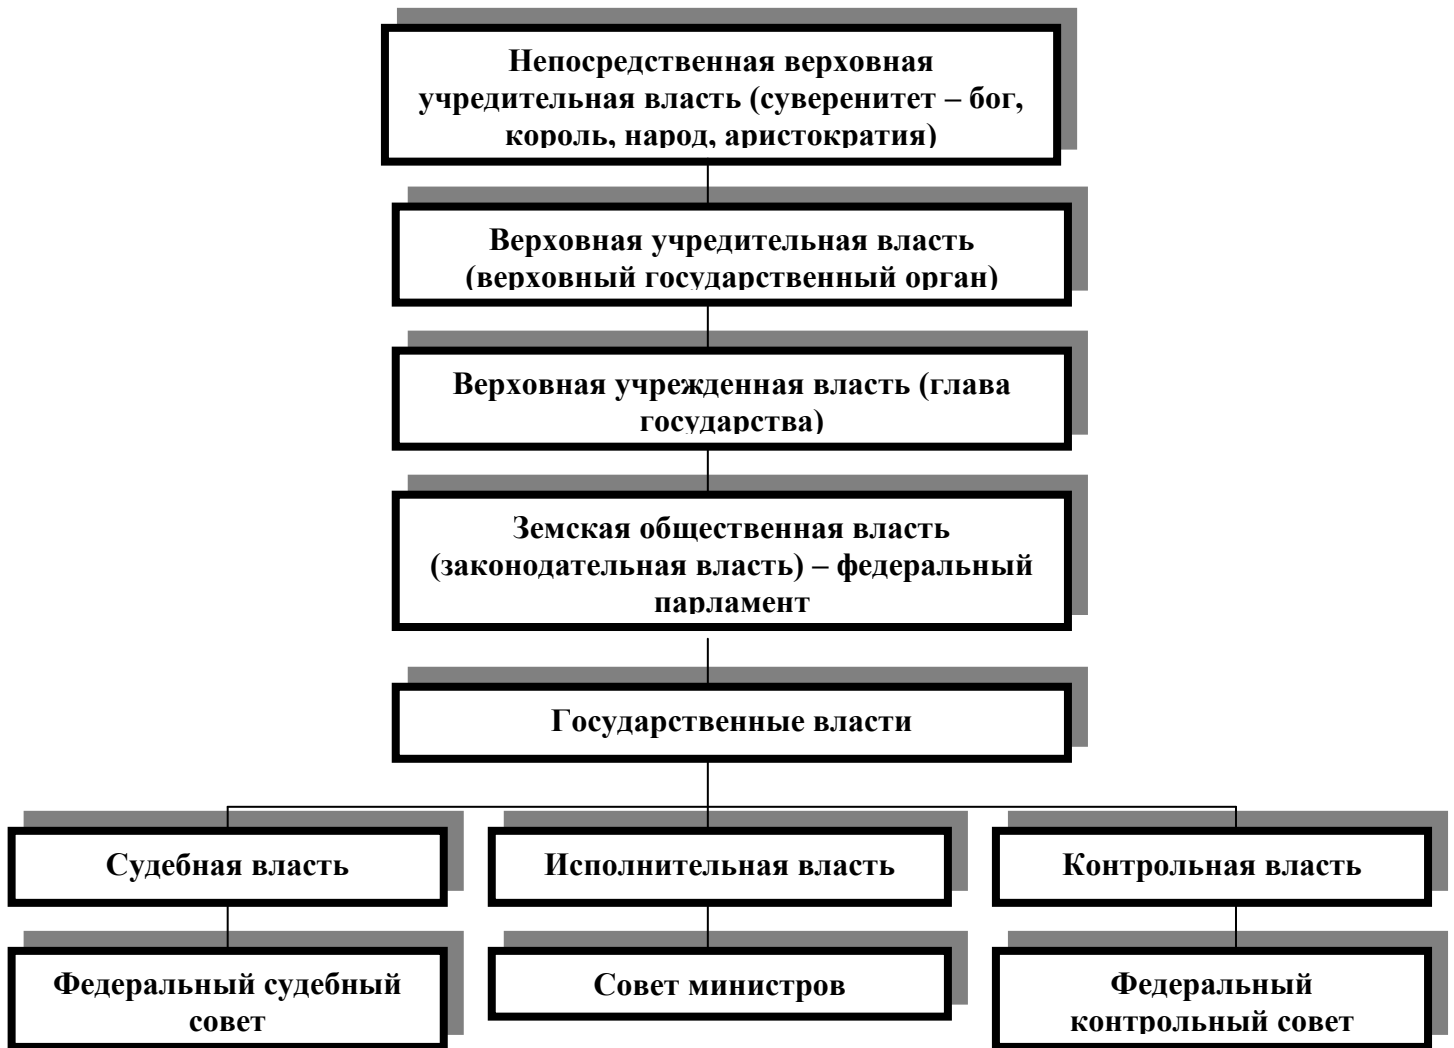 Непосредственная верховная
учредительная власть (суверенитет – бог,
король, народ, аристократия)
Верховная учредительная власть
(верховный государственный орган)
Верховная учрежденная власть (глава
государства)
Земская общественная власть
(законодательная власть) – федеральный
парламент
Государственные власти
Судебная власть
Исполнительная власть
Контрольная власть
Федеральный судебный
совет
Совет министров
Федеральный
контрольный совет